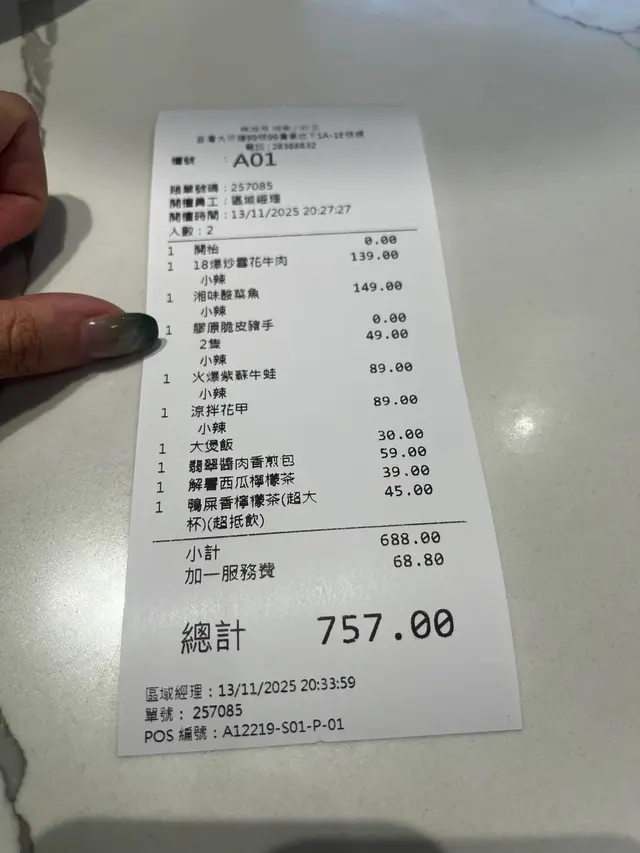 電話:28388832
檯號 : A01
賬單號碼:257085
開檯員工:區域經理
開檯時間:13/11/2025 20:27:27
人數:2
1 開枱 0.00
1 18爆炒雪花牛肉 139.00
小辣
1 湘味酸菜魚 149.00
小辣
1 膠原脆皮豬手 0.00
2隻 49.00
小辣
1 火爆紫蘇牛蛙 89.00
小辣
1 涼拌花甲 89.00
小辣
1 大煲飯 30.00
1 翡翠醬肉香煎包 59.00
1 解暑西瓜檸檬茶 39.00
1 鴨屎香檸檬茶(超大 45.00
杯)(超抵飲)
小計 688.00
加一服務費 68.80
總計 757.00
區域經理:13/11/2025 20:33:59
單號: 257085
POS 編號:A12219-S01-P-01